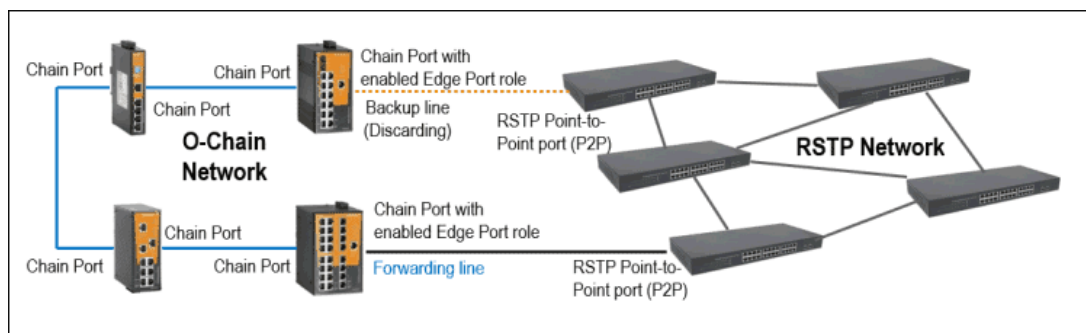 Chain Port
Chain Port
Chain Port
Chain Port with
enabled Edge Port role
Backup line
(Discarding)
RSTP Point-to-
Point port (P2P)
O-Chain
Network
RSTP Network
Chain Port
Chain Port
Chain Port
Chain Port with
enabled Edge Port role
Forwarding line
RSTP Point-to-
Point port (P2P)